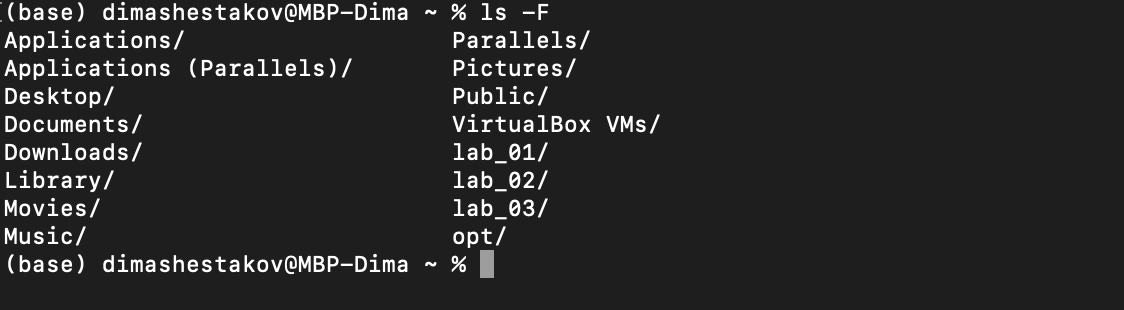 (base) dimashestakov@MBP-Dima ~ % ls -F
Applications/ Parallels/
Applications (Parallels)/ Pictures/
Desktop/ Public/
Documents/ VirtualBox VMs/
Downloads/ lab_01/
Library/ lab_02/
Movies/ lab_03/
Music/ opt/
(base) dimashestakov@MBP-Dima ~ %